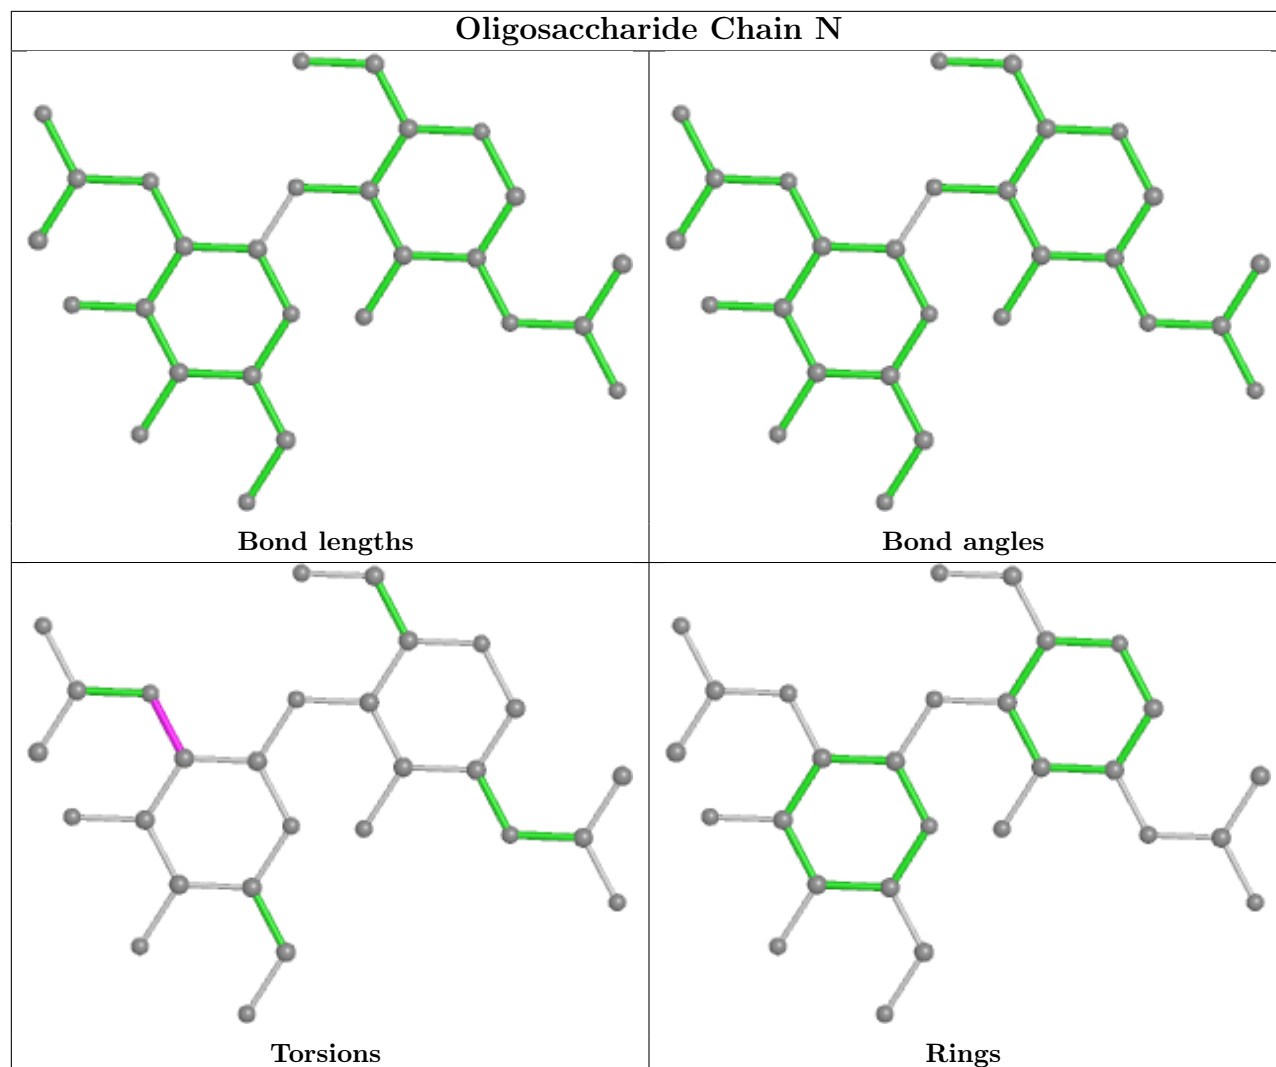 Oligosaccharide Chain N
Bond lengths
Bond angles
Torsions
Rings